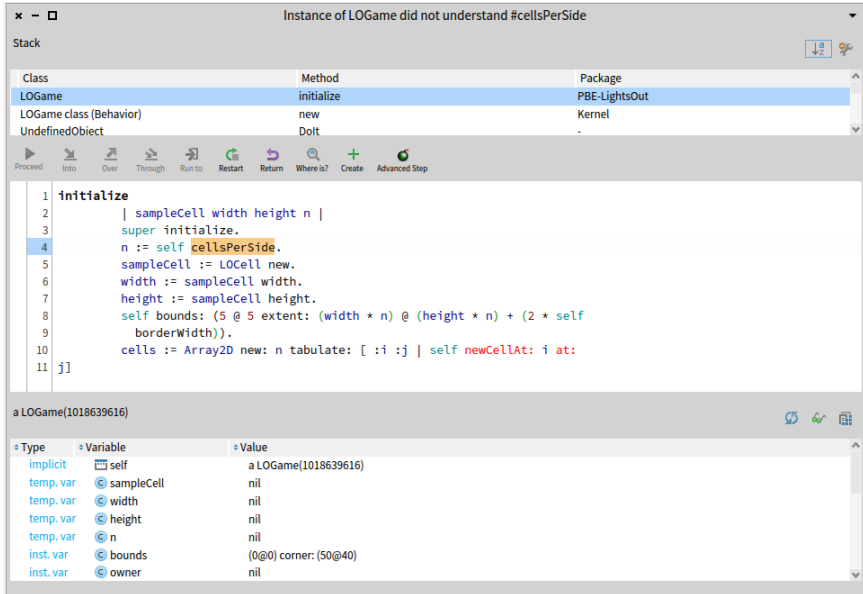 Instance of LOGame did not understand #cellsPerSide
Stack
Class Method Package
LOGame initialize PBE-LightsOut
LOGame class (Behavior) new Kernel
UndefinedObject DoIt -
Proceed Into Over Through Run to Restart Return Where is? Create Advanced Step
1 initialize
2 | sampleCell width height n |
3 super initialize.
4 n := self cellsPerSide.
5 sampleCell := LOCell new.
6 width := sampleCell width.
7 height := sampleCell height.
8 self bounds: (5 @ 5 extent: (width * n) @ (height * n) + (2 * self
9 borderWidth)).
10 cells := Array2D new: n tabulate: [ :i :j | self newCellAt: i at:
11 j]
a LOGame(1018639616)
Type Variable Value
implicit self a LOGame(1018639616)
temp. var sampleCell nil
temp. var width nil
temp. var height nil
temp. var n nil
inst. var bounds (0@0) corner: (50@40)
inst. var owner nil